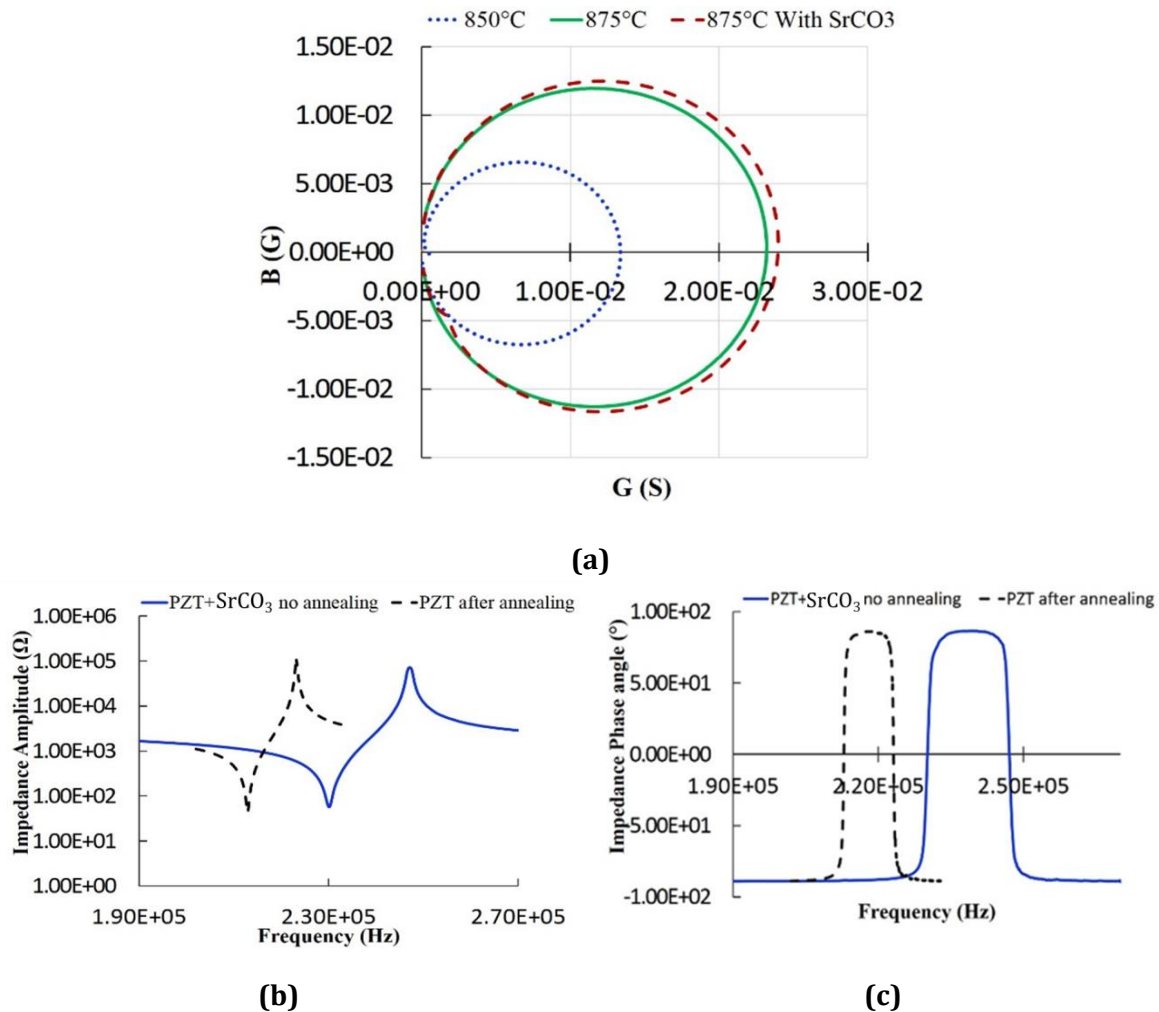 850°C 875°C 875°C With SrCO3
1.50E-02
1.00E-02
5.00E-03
0.00E+00
-5.00E-03
-1.00E-02
-1.50E-02
B (G)
0.00E+00 1.00E-02 2.00E-02 3.00E-02
G (S)
(a)
PZT+SrCO₃ no annealing PZT after annealing
1.00E+06
1.00E+05
1.00E+04
1.00E+03
1.00E+02
1.00E+01
1.00E+00
Impedance Amplitude (Ω)
1.90E+05 2.30E+05 2.70E+05
Frequency (Hz)
(b)
PZT+SrCO₃ no annealing PZT after annealing
1.00E+02
5.00E+01
0.00E+00
-5.00E+01
-1.00E+02
Impedance Phase angle (°)
1.90E+05 2.20E+05 2.50E+05
Frequency (Hz)
(c)